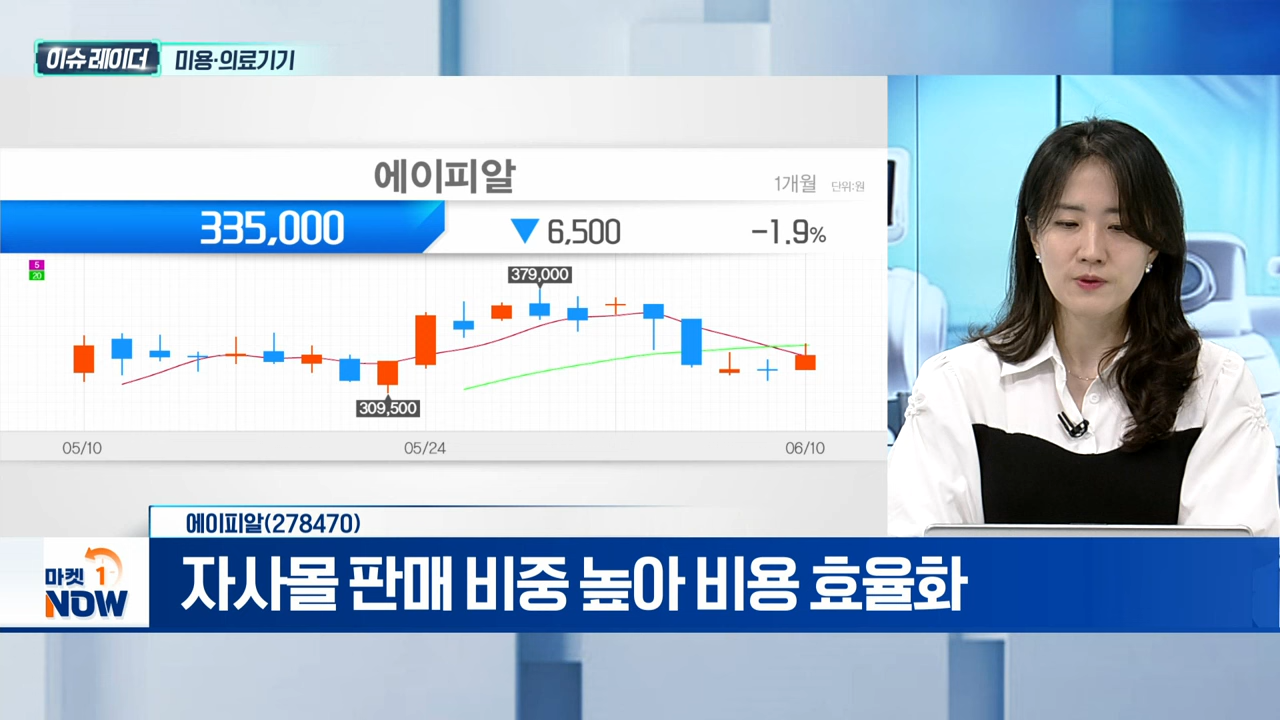 이슈 레이더 미용·의료기기
에이피알
1개월 단위:원
335,000 ▼6,500 -1.9%
5
20
379,000
309,500
05/10 05/24 06/10
에이피알(278470)
마켓 1
NOW
자사몰 판매 비중 높아 비용 효율화